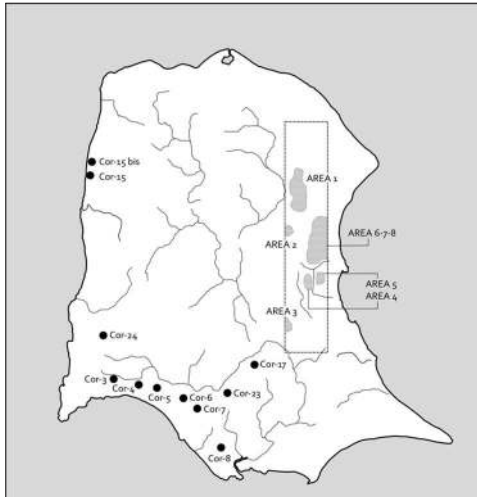 Cor-15 bis
Cor-15
AREA 1
AREA 2
AREA 6-7-8
AREA 5
AREA 4
AREA 3
Cor-24
Cor-17
Cor-3
Cor-4
Cor-5
Cor-6
Cor-23
Cor-7
Cor-8